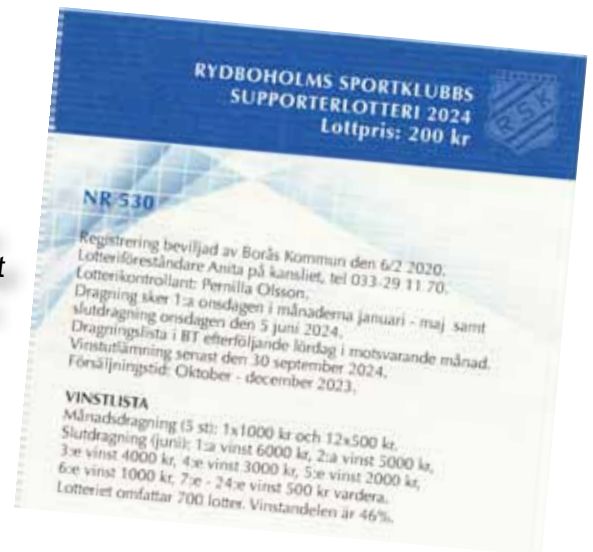 RYDBOHOLMS SPORTKLUBBS
SUPPORTERLOTTERI 2024
Lottpris: 200 kr
RSK
NR 530
t
Registrering beviljad av Borås Kommun den 6/2 2020.
Lotteriföreståndare Anita på kansliet, tel 033-29 11 70.
Lotterikontrollant: Pernilla Olsson.
Dragning sker 1:a onsdagen i månaderna januari - maj samt
slutdragning onsdagen den 5 juni 2024.
Dragningslista i BT efterföljande lördag i motsvarande månad.
Vinstutlämning senast den 30 september 2024.
Försäljningstid: Oktober - december 2023.
VINSTLISTA
Månadsdragning (5 st): 1x1000 kr och 12x500 kr,
Slutdragning (juni): 1:a vinst 6000 kr, 2:a vinst 5000 kr,
3:e vinst 4000 kr, 4:e vinst 3000 kr, 5:e vinst 2000 kr,
6:e vinst 1000 kr, 7:e - 24:e vinst 500 kr vardera.
Lotteriet omfattar 700 lotter. Vinstandelen är 46%.